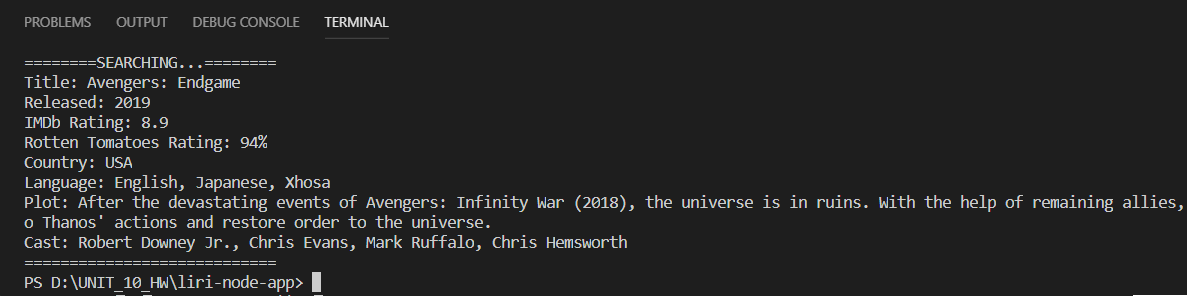 PROBLEMS OUTPUT DEBUG CONSOLE TERMINAL
========SEARCHING...========
Title: Avengers: Endgame
Released: 2019
IMDb Rating: 8.9
Rotten Tomatoes Rating: 94%
Country: USA
Language: English, Japanese, Xhosa
Plot: After the devastating events of Avengers: Infinity War (2018), the universe is in ruins. With the help of remaining allies,
o Thanos' actions and restore order to the universe.
Cast: Robert Downey Jr., Chris Evans, Mark Ruffalo, Chris Hemsworth
============================
PS D:\UNIT_10_HW\liri-node-app>